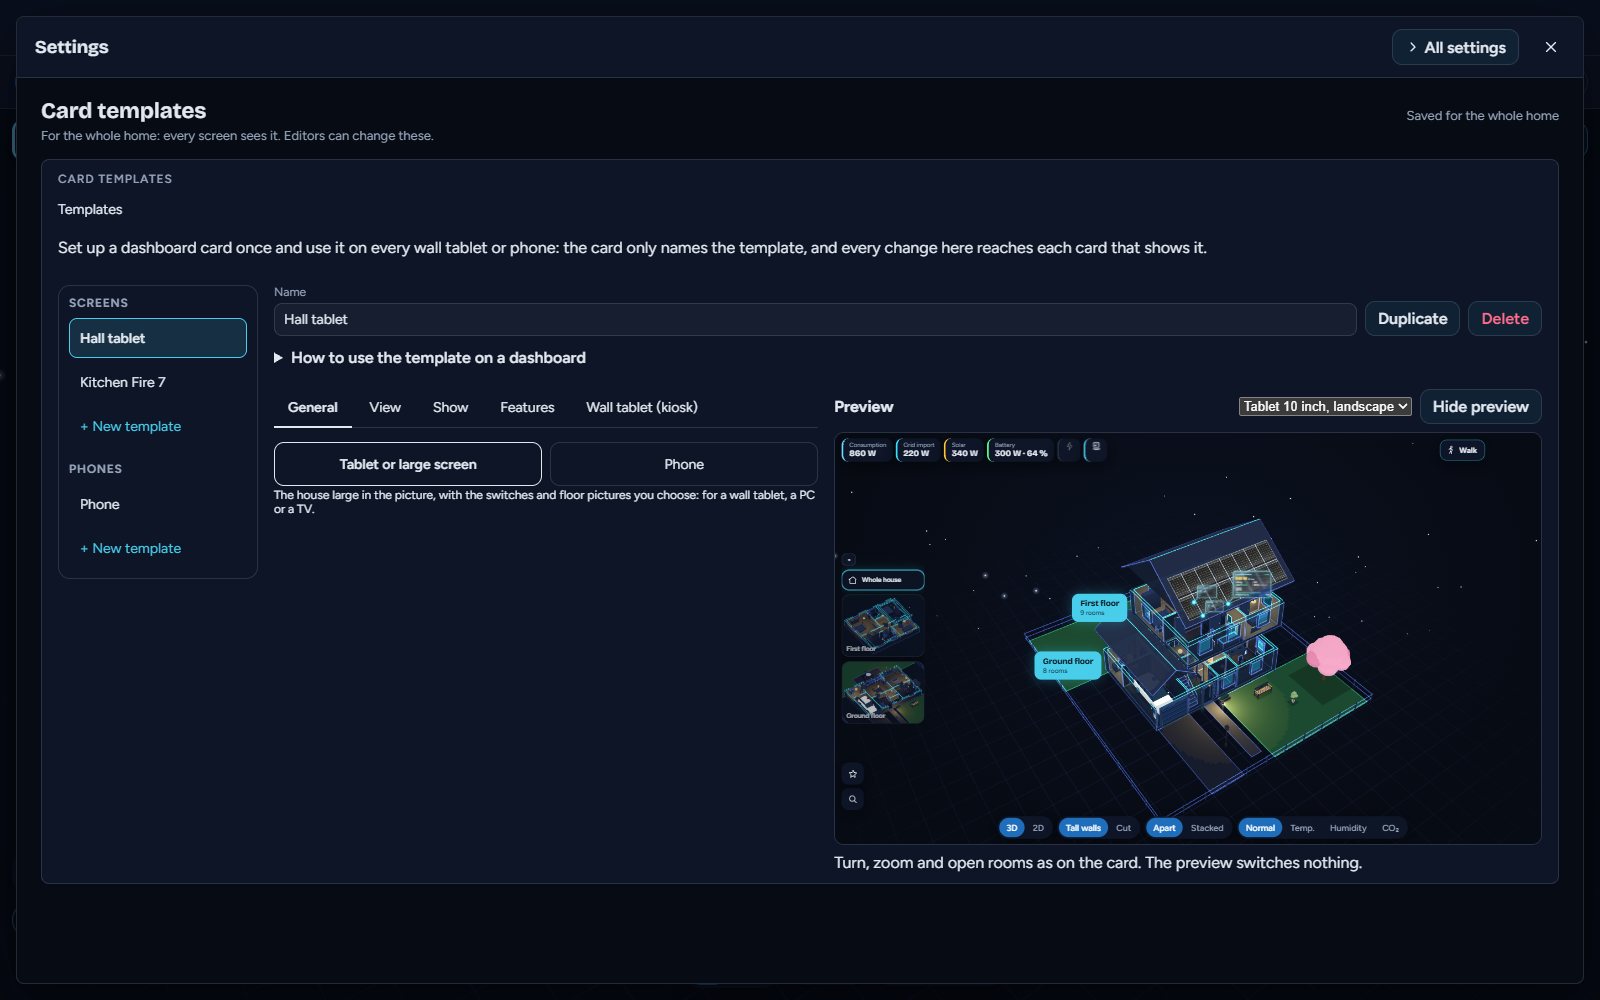 Settings
All settings
Card templates
For the whole home: every screen sees it. Editors can change these.
Saved for the whole home
CARD TEMPLATES
Templates
Set up a dashboard card once and use it on every wall tablet or phone: the card only names the template, and every change here reaches each card that shows it.
SCREENS
Hall tablet
Kitchen Fire 7
+ New template
PHONES
Phone
+ New template
Name
Hall tablet
Duplicate
Delete
How to use the template on a dashboard
General
View
Show
Features
Wall tablet (kiosk)
Tablet or large screen
Phone
The house large in the picture, with the switches and floor pictures you choose: for a wall tablet, a PC
or a TV.
Preview
Tablet 10 inch, landscape
Hide preview
Consumption
860 W
Grid import
220 W
Solar
340 W
Battery
300 W · 64 %
Walk
Whole house
First floor
Ground floor
First floor
9 rooms
Ground floor
8 rooms
3D
2D
Tall walls
Cut
Apart
Stacked
Normal
Temp.
Humidity
CO₂
Turn, zoom and open rooms as on the card. The preview switches nothing.